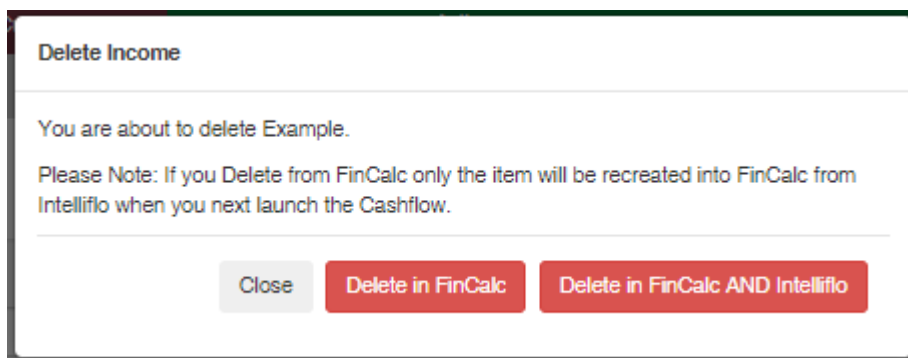 Delete Income
You are about to delete Example.
Please Note: If you Delete from FinCalc only the item will be recreated into FinCalc from
Intelliflo when you next launch the Cashflow.
Close
Delete in FinCalc
Delete in FinCalc AND Intelliflo